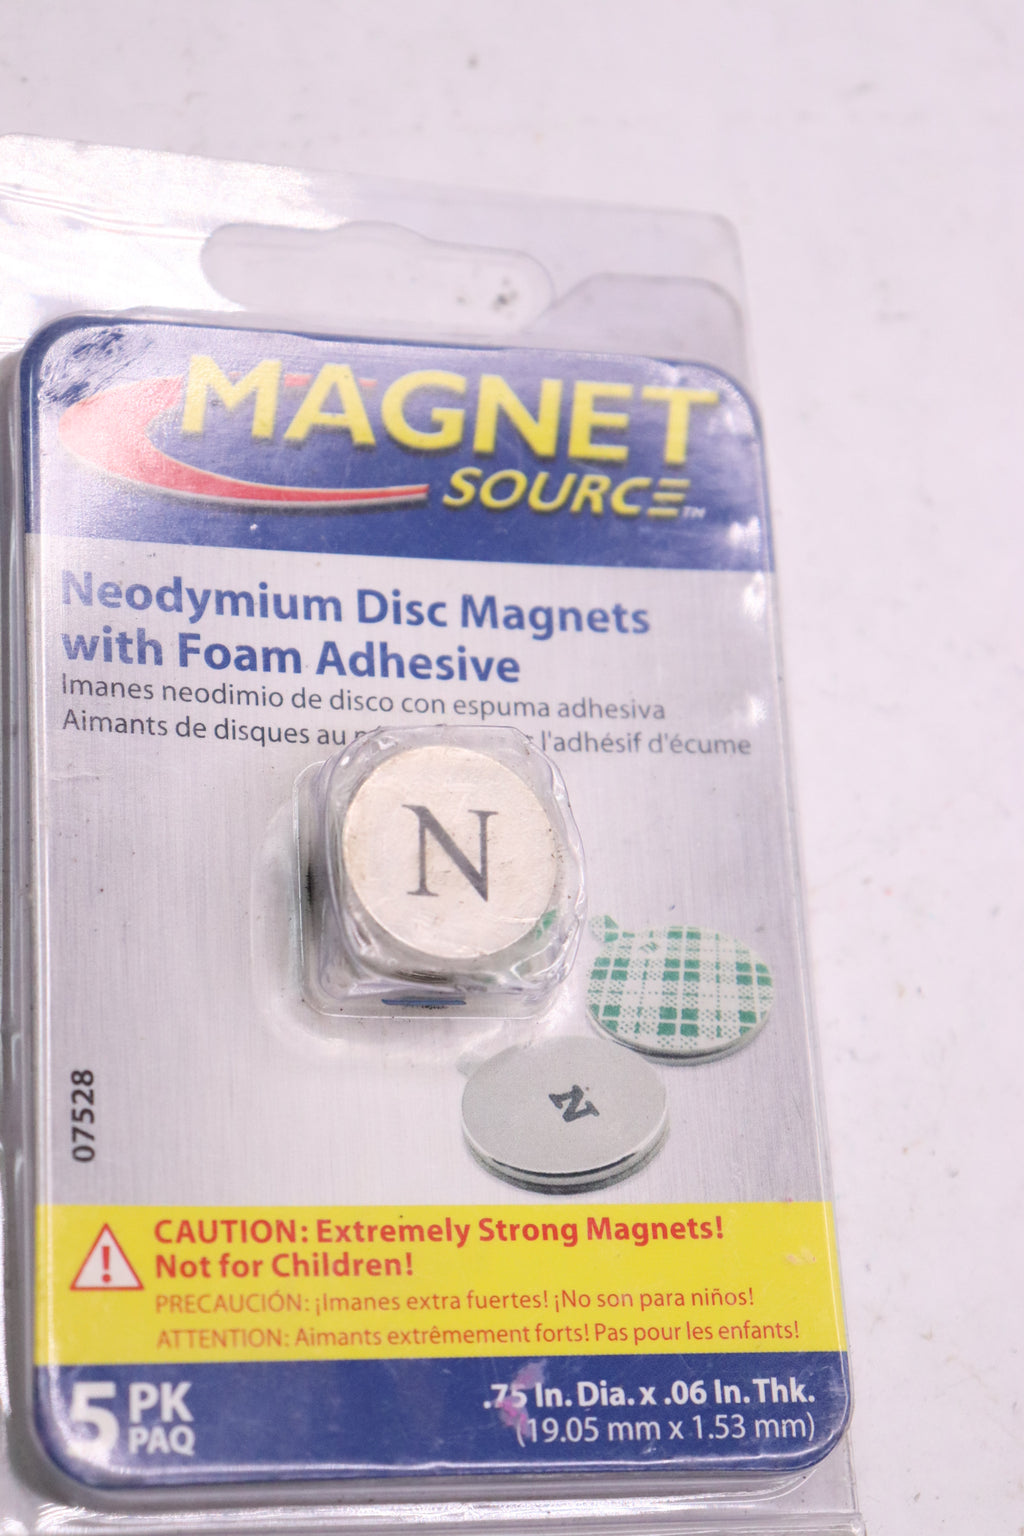 MAGNET
SOURCE™
Neodymium Disc Magnets
with Foam Adhesive
Imanes neodimio de disco con espuma adhesiva
Aimants de disques au l'adhésif d'écume
N
N
07528
CAUTION: Extremely Strong Magnets!
Not for Children!
PRECAUCIÓN: ¡Imanes extra fuertes! ¡No son para niños!
ATTENTION: Aimants extrêmement forts! Pas pour les enfants!
5 PK
PAQ
.75 In. Dia. x .06 In. Thk.
(19.05 mm x 1.53 mm)